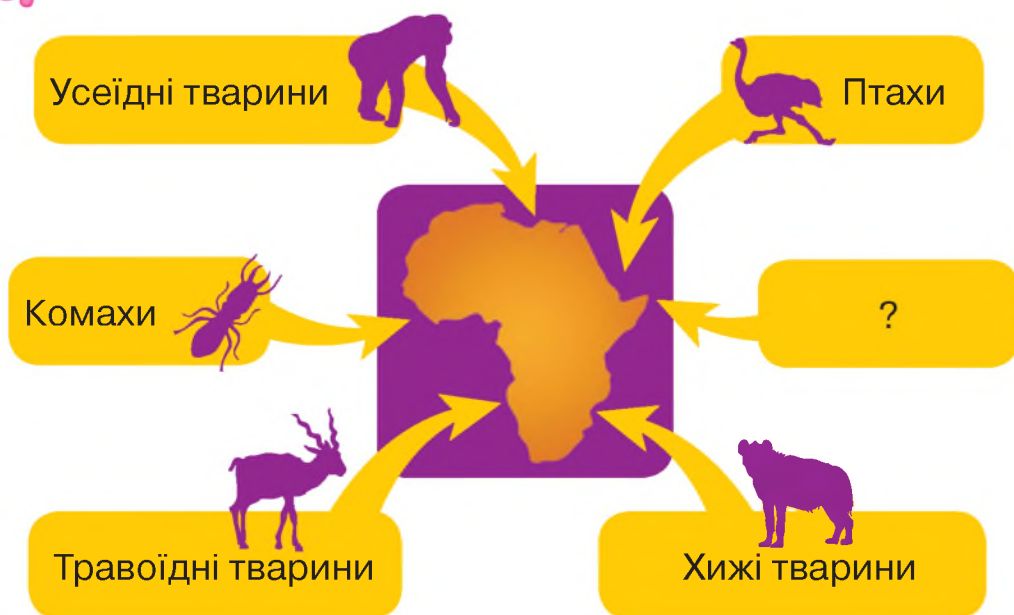 Усеїдні тварини
Птахи
Комахи
?
Травоїдні тварини
Хижі тварини